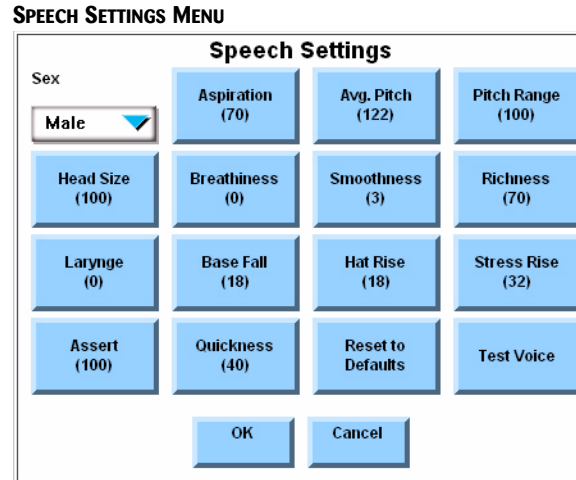 SPEECH SETTINGS MENU
Speech Settings
Sex
Male
Aspiration
(70)
Avg. Pitch
(122)
Pitch Range
(100)
Head Size
(100)
Breathiness
(0)
Smoothness
(3)
Richness
(70)
Larynge
(0)
Base Fall
(18)
Hat Rise
(18)
Stress Rise
(32)
Assert
(100)
Quickness
(40)
Reset to
Defaults
Test Voice
OK
Cancel